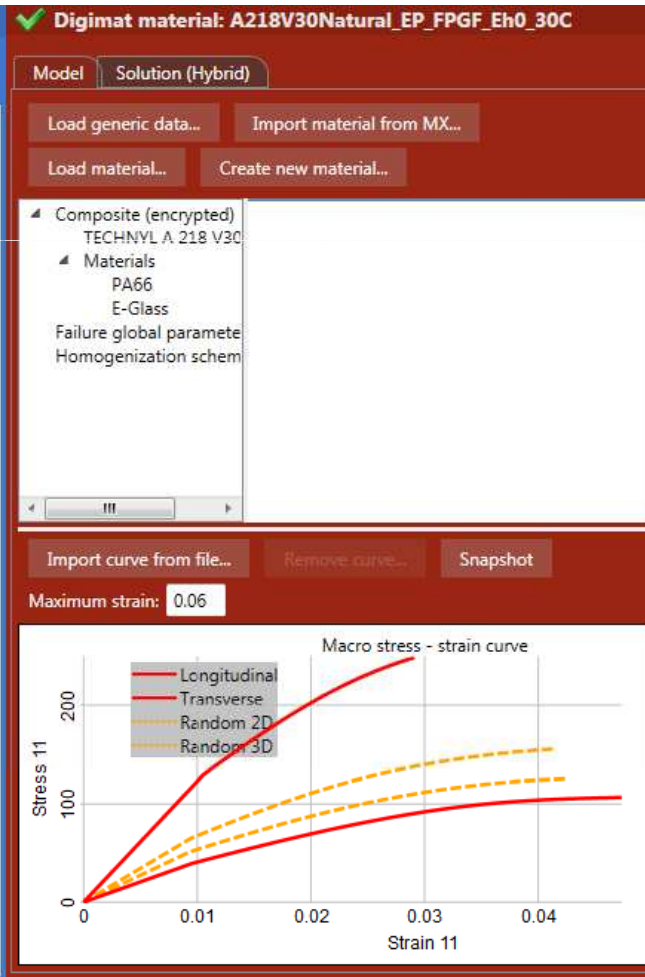 Digimat material: A218V30Natural_EP_FPGF_Eh0_30C
Model Solution (Hybrid)
Load generic data... Import material from MX...
Load material... Create new material...
Composite (encrypted)
TECHNYL A 218 V30
Materials
PA66
E-Glass
Failure global paramete
Homogenization schem
Import curve from file... Remove curve... Snapshot
Maximum strain: 0.06
Macro stress - strain curve
Longitudinal
Transverse
Random 2D
Random 3D
Stress 11
200
100
0
0 0.01 0.02 0.03 0.04
Strain 11